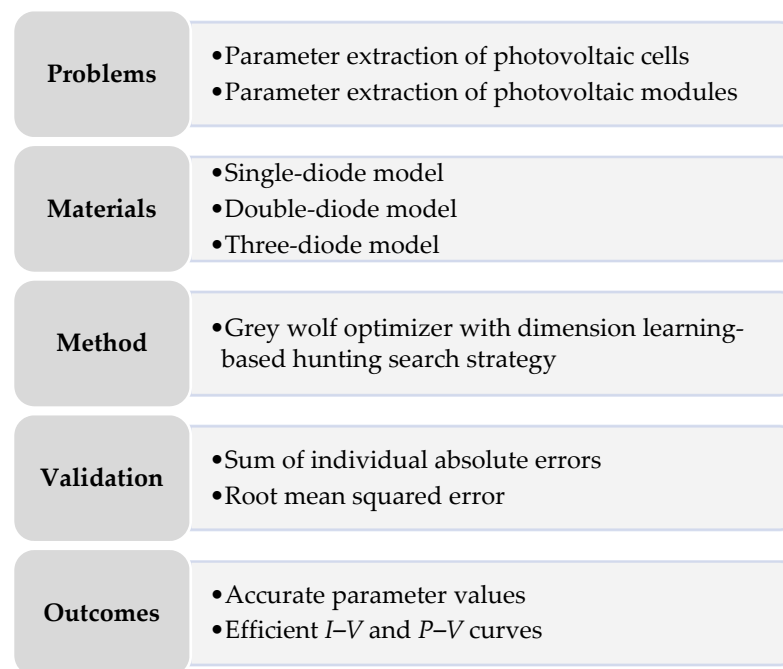 Problems
•Parameter extraction of photovoltaic cells
•Parameter extraction of photovoltaic modules
Materials
•Single-diode model
•Double-diode model
•Three-diode model
Method
•Grey wolf optimizer with dimension learning-
based hunting search strategy
Validation
•Sum of individual absolute errors
•Root mean squared error
Outcomes
•Accurate parameter values
•Efficient I–V and P–V curves